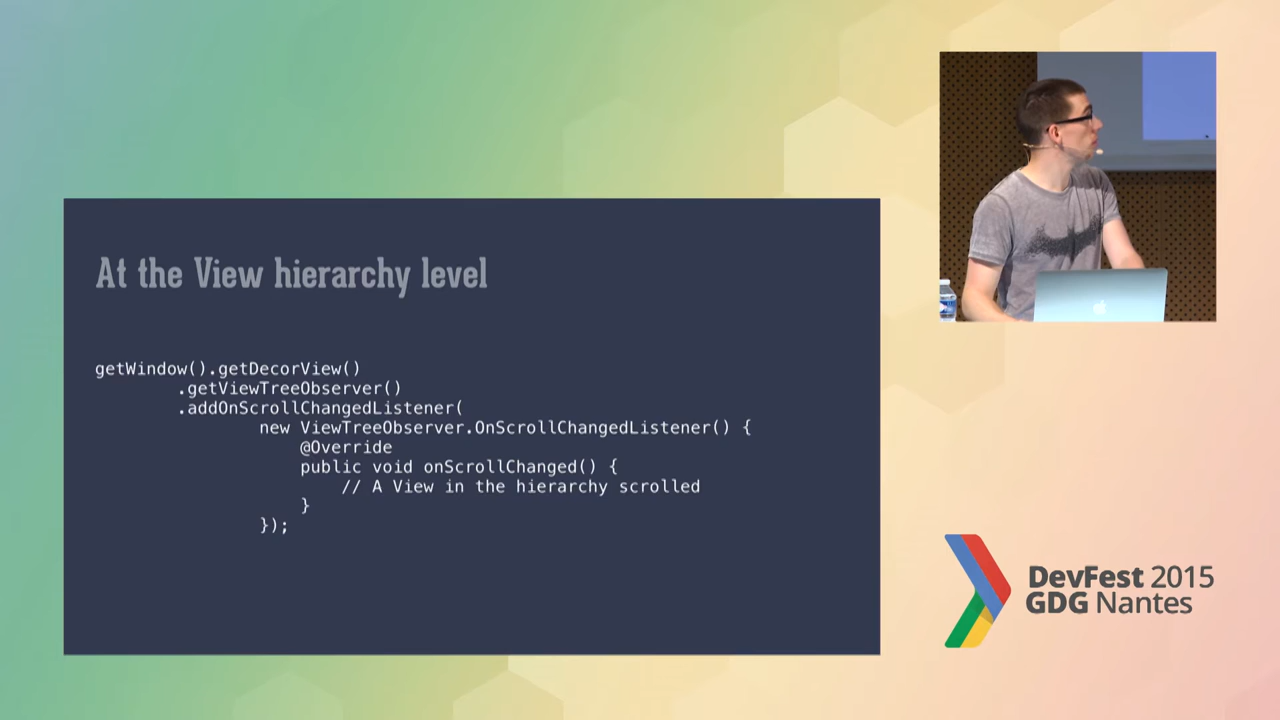 At the View hierarchy level
getWindow().getDecorView()
.getViewTreeObserver()
.addOnScrollChangedListener(
new ViewTreeObserver.OnScrollChangedListener() {
@Override
public void onScrollChanged() {
// A View in the hierarchy scrolled
}
});
DevFest 2015
GDG Nantes